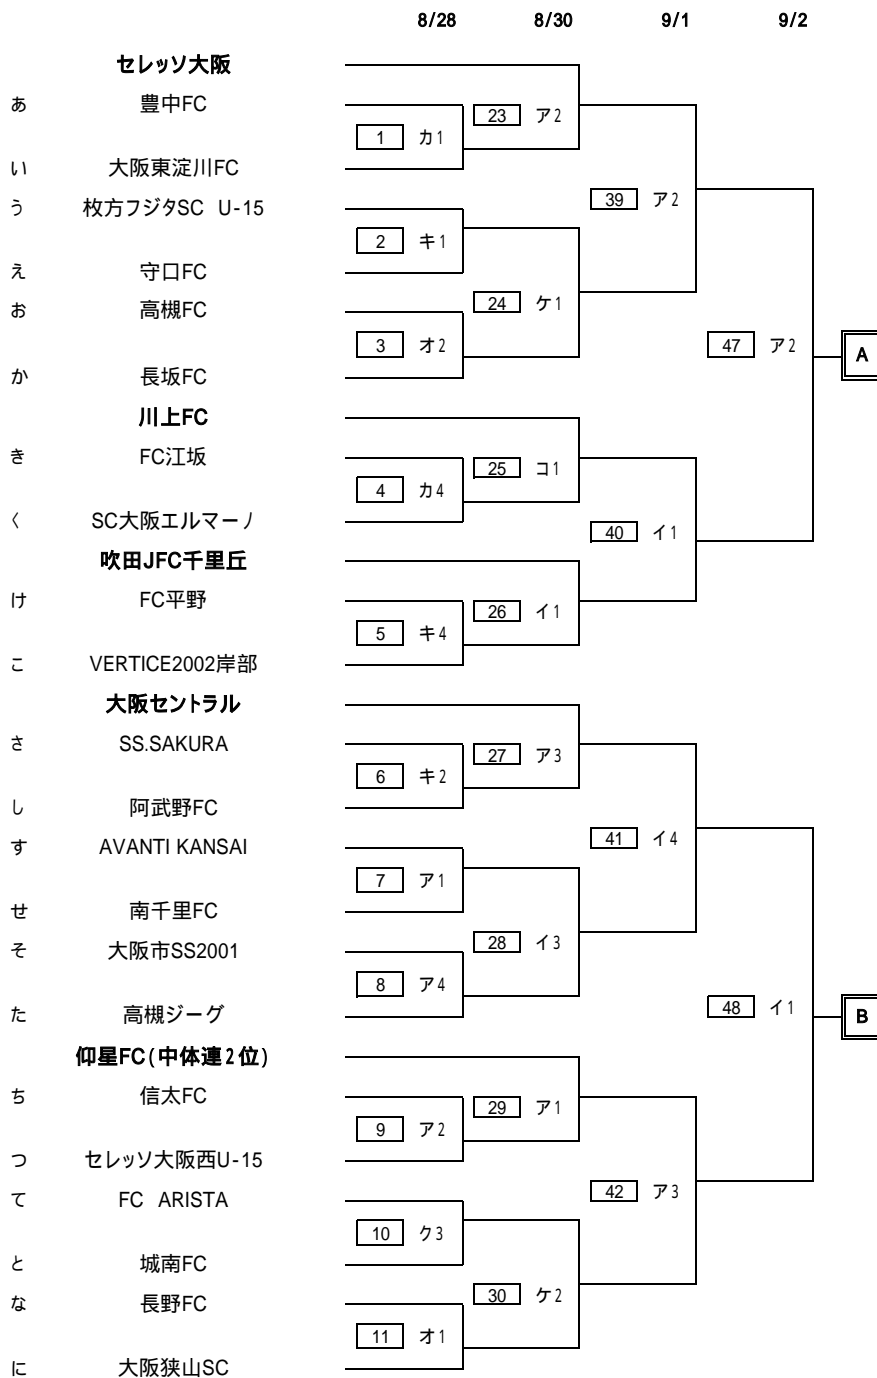 8/28 8/30 9/1 9/2
セレッソ大阪
あ 豊中FC
23 ア2
1 カ1
い 大阪東淀川FC
39 ア2
う 枚方フジタSC U-15
2 キ1
え 守口FC
24 ケ1
お 高槻FC
3 オ2
47 ア2
A
か 長坂FC
川上FC
き FC江坂
25 コ1
4 カ4
く SC大阪エルマーノ
40 イ1
吹田JFC千里丘
け FC平野
26 イ1
5 キ4
こ VERTICE2002岸部
大阪セントラル
さ SS.SAKURA
27 ア3
6 キ2
し 阿武野FC
41 イ4
す AVANTI KANSAI
7 ア1
せ 南千里FC
28 イ3
そ 大阪市SS2001
8 ア4
48 イ1
B
た 高槻ジーグ
仰星FC(中体連2位)
ち 信太FC
29 ア1
9 ア2
つ セレッソ大阪西U-15
42 ア3
て FC ARISTA
10 ク3
と 城南FC
30 ケ2
な 長野FC
11 オ1
に 大阪狭山SC